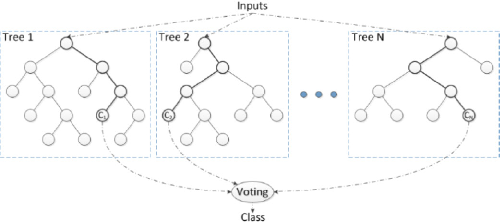 Inputs
Tree 1
Tree 2
Tree N
C₁
C₂
Cₙ
Voting
Class